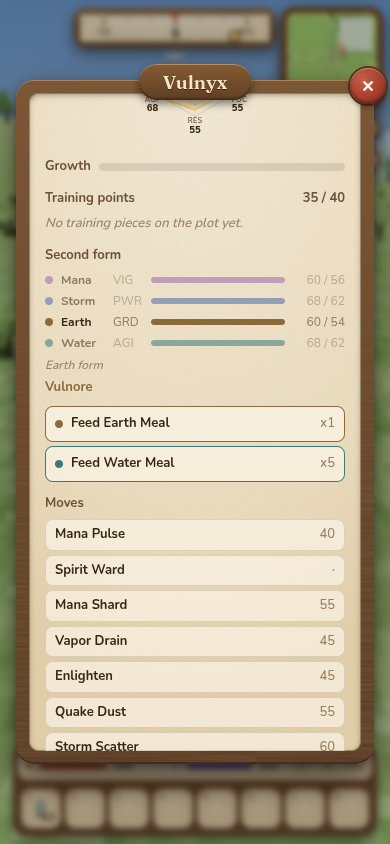 Vulnyx
68
55
RES
55
Growth
Training points 35 / 40
No training pieces on the plot yet.
Second form
Mana VIG 60 / 56
Storm PWR 68 / 62
Earth GRD 60 / 54
Water AGI 68 / 62
Earth form
Vulnore
Feed Earth Meal x1
Feed Water Meal x5
Moves
Mana Pulse 40
Spirit Ward ·
Mana Shard 55
Vapor Drain 45
Enlighten 45
Quake Dust 55
Storm Scatter 60